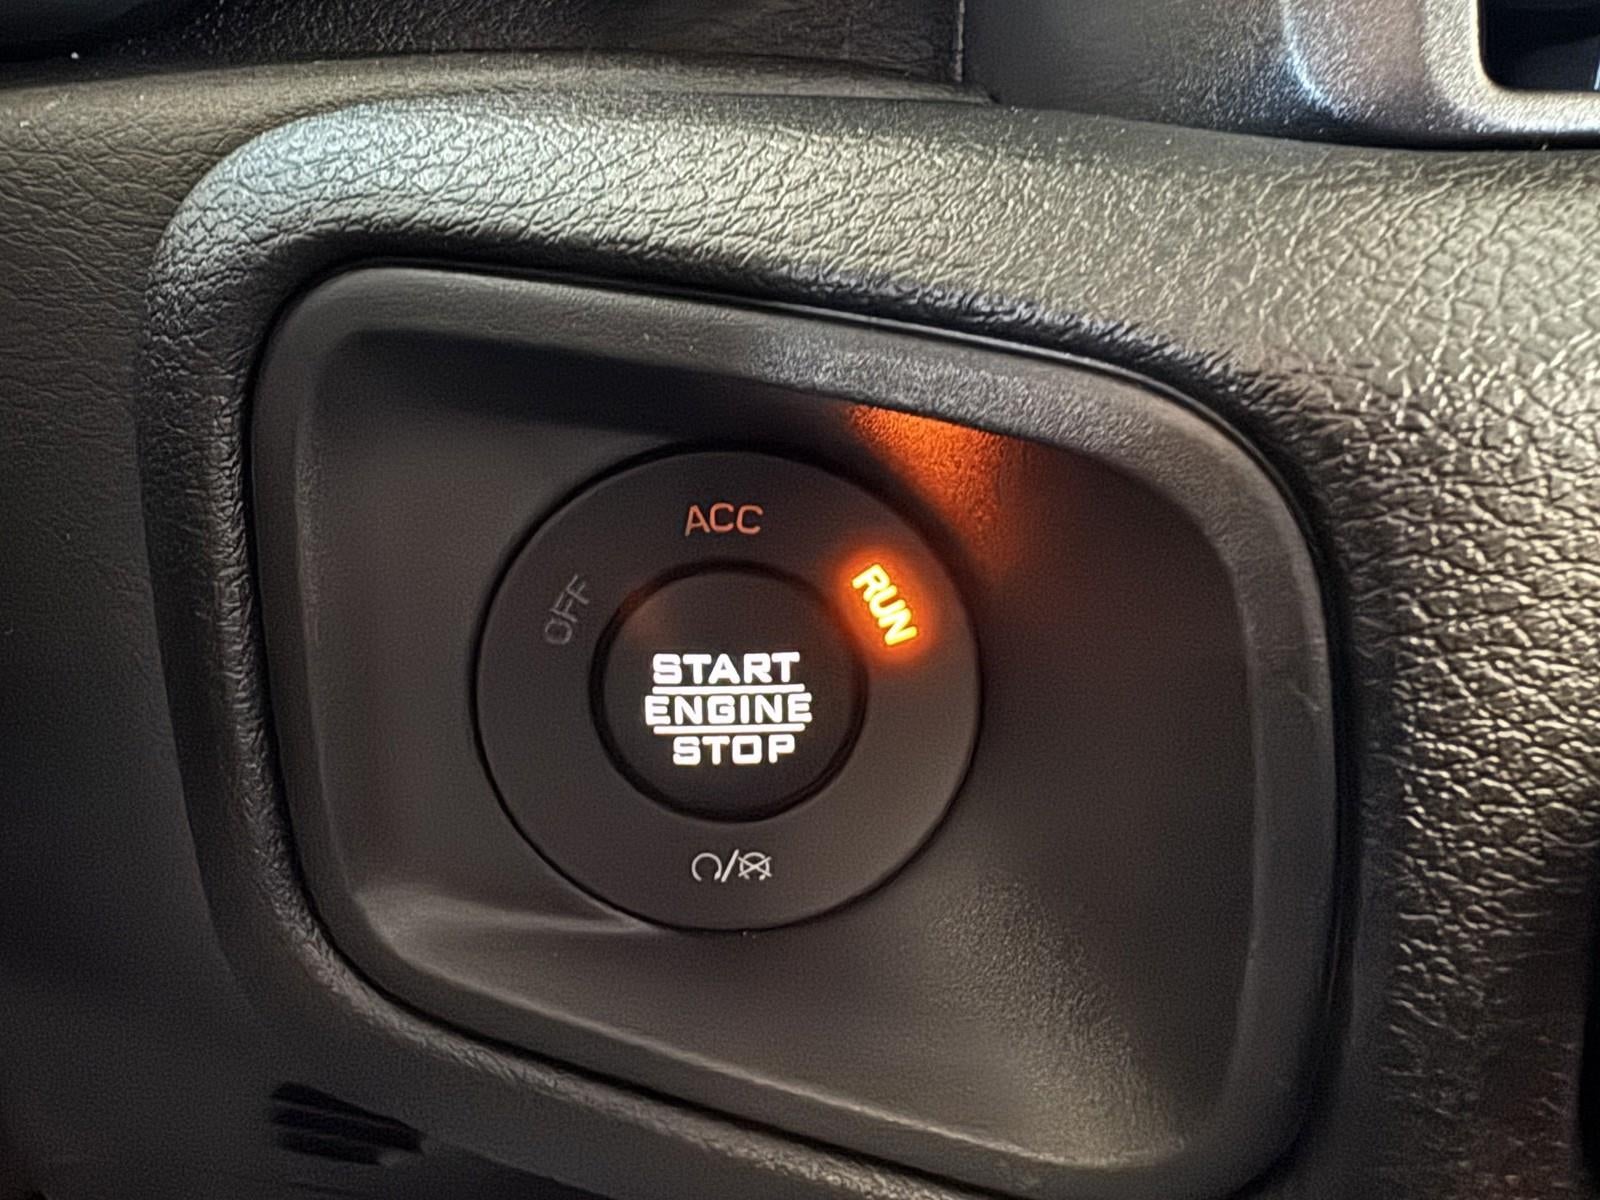 ACC
OFF
RUN
START
ENGINE
STOP